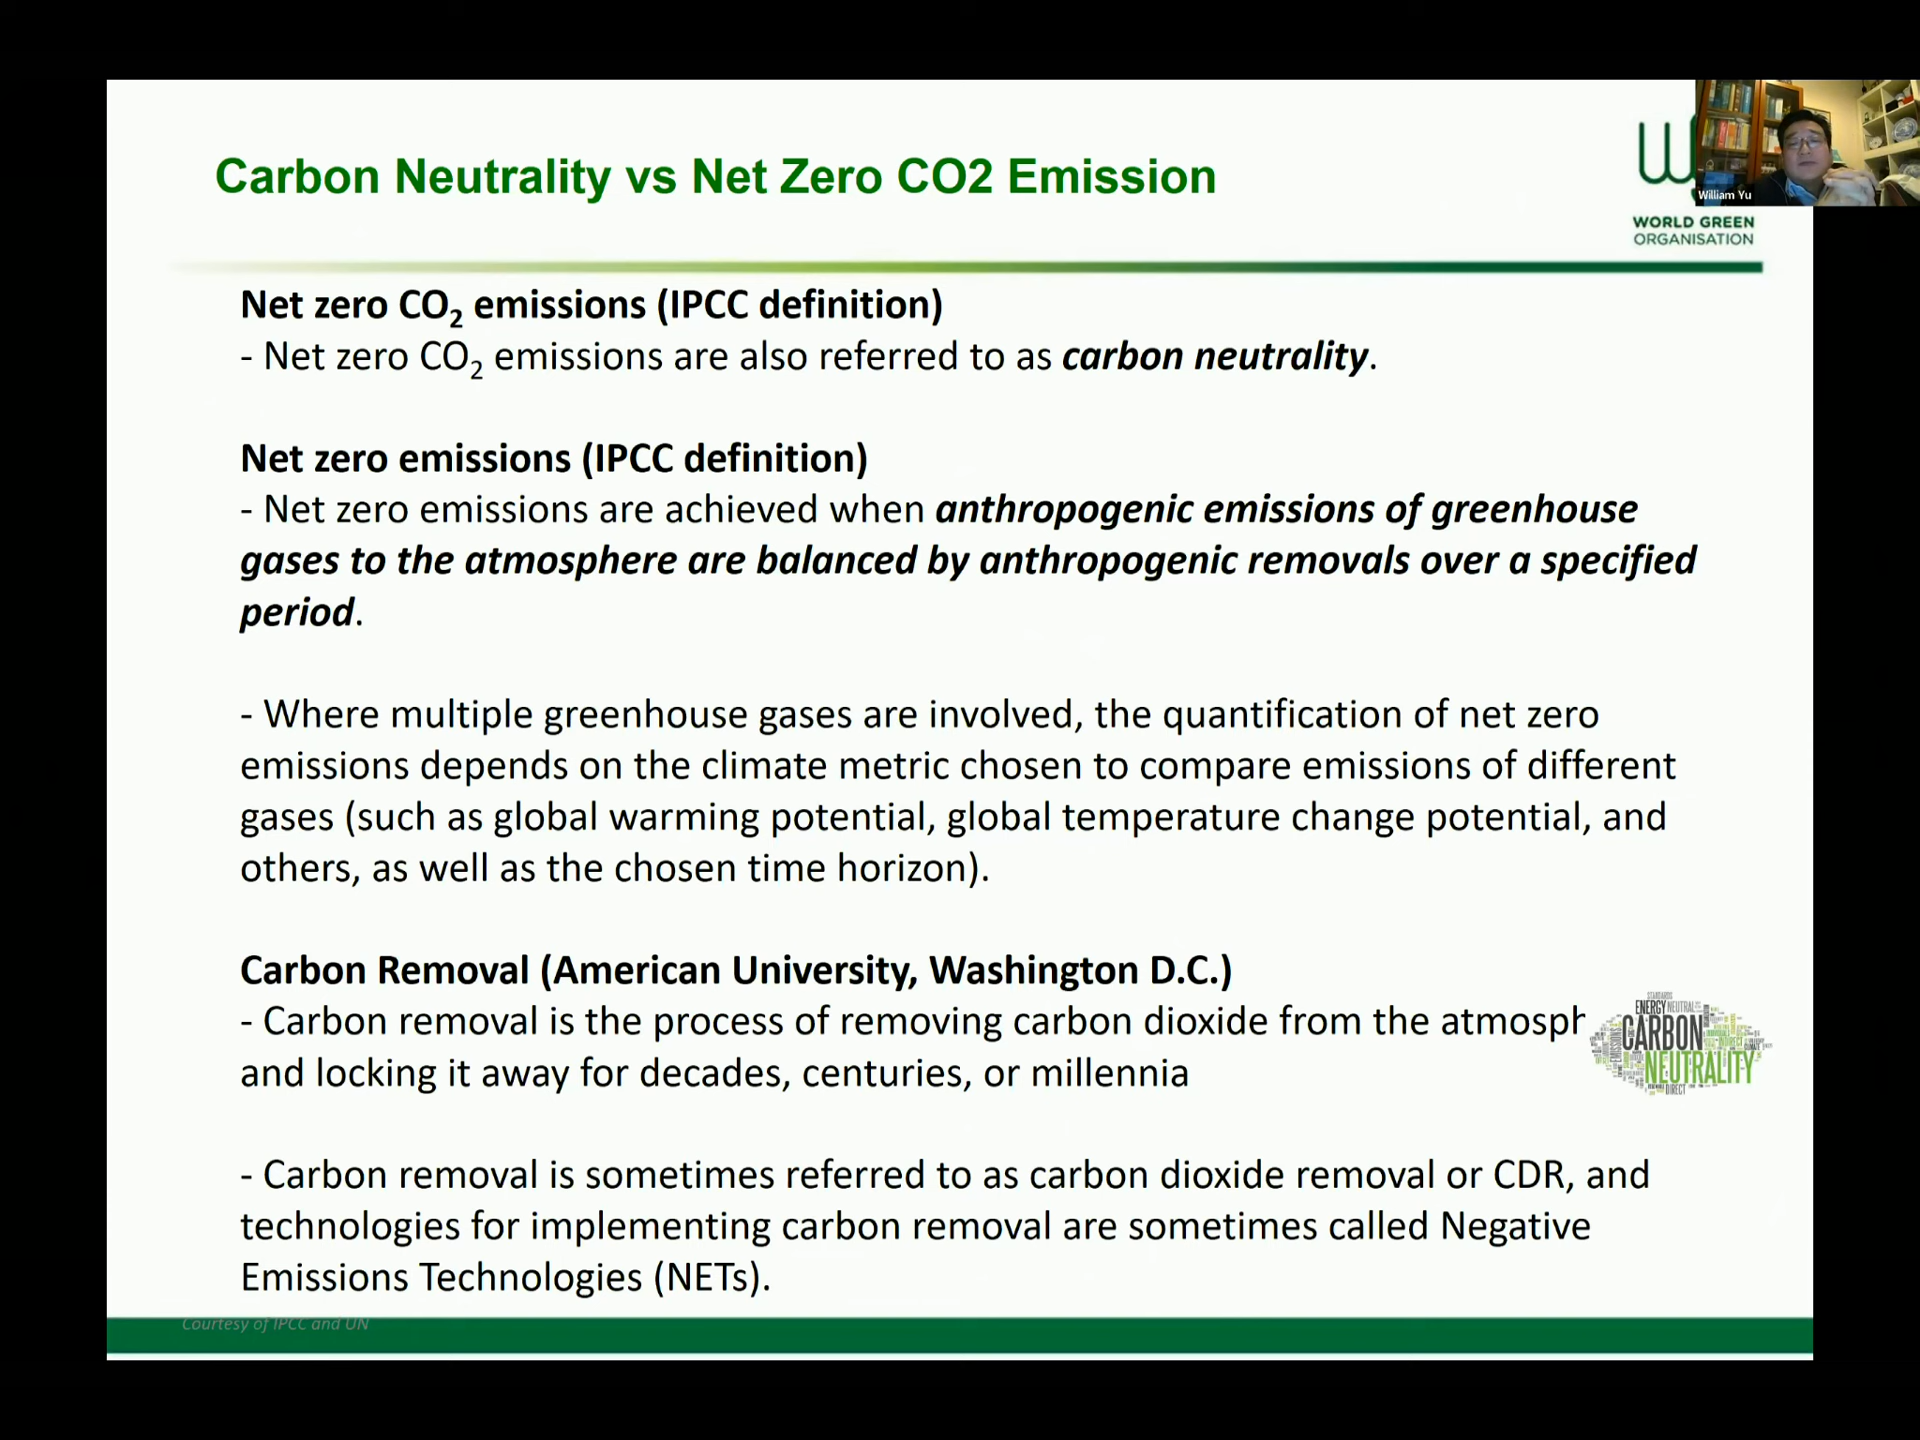 Carbon Neutrality vs Net Zero CO2 Emission
William Yu
WORLD GREEN
ORGANISATION
Net zero CO₂ emissions (IPCC definition)
- Net zero CO₂ emissions are also referred to as carbon neutrality.
Net zero emissions (IPCC definition)
- Net zero emissions are achieved when anthropogenic emissions of greenhouse
gases to the atmosphere are balanced by anthropogenic removals over a specified
period.
- Where multiple greenhouse gases are involved, the quantification of net zero
emissions depends on the climate metric chosen to compare emissions of different
gases (such as global warming potential, global temperature change potential, and
others, as well as the chosen time horizon).
Carbon Removal (American University, Washington D.C.)
- Carbon removal is the process of removing carbon dioxide from the atmosph
and locking it away for decades, centuries, or millennia
STANDARDS
ENERGY NEUTRAL
CARBON
NEUTRALITY
DIRECT
- Carbon removal is sometimes referred to as carbon dioxide removal or CDR, and
technologies for implementing carbon removal are sometimes called Negative
Emissions Technologies (NETs).
Courtesy of IPCC and UN